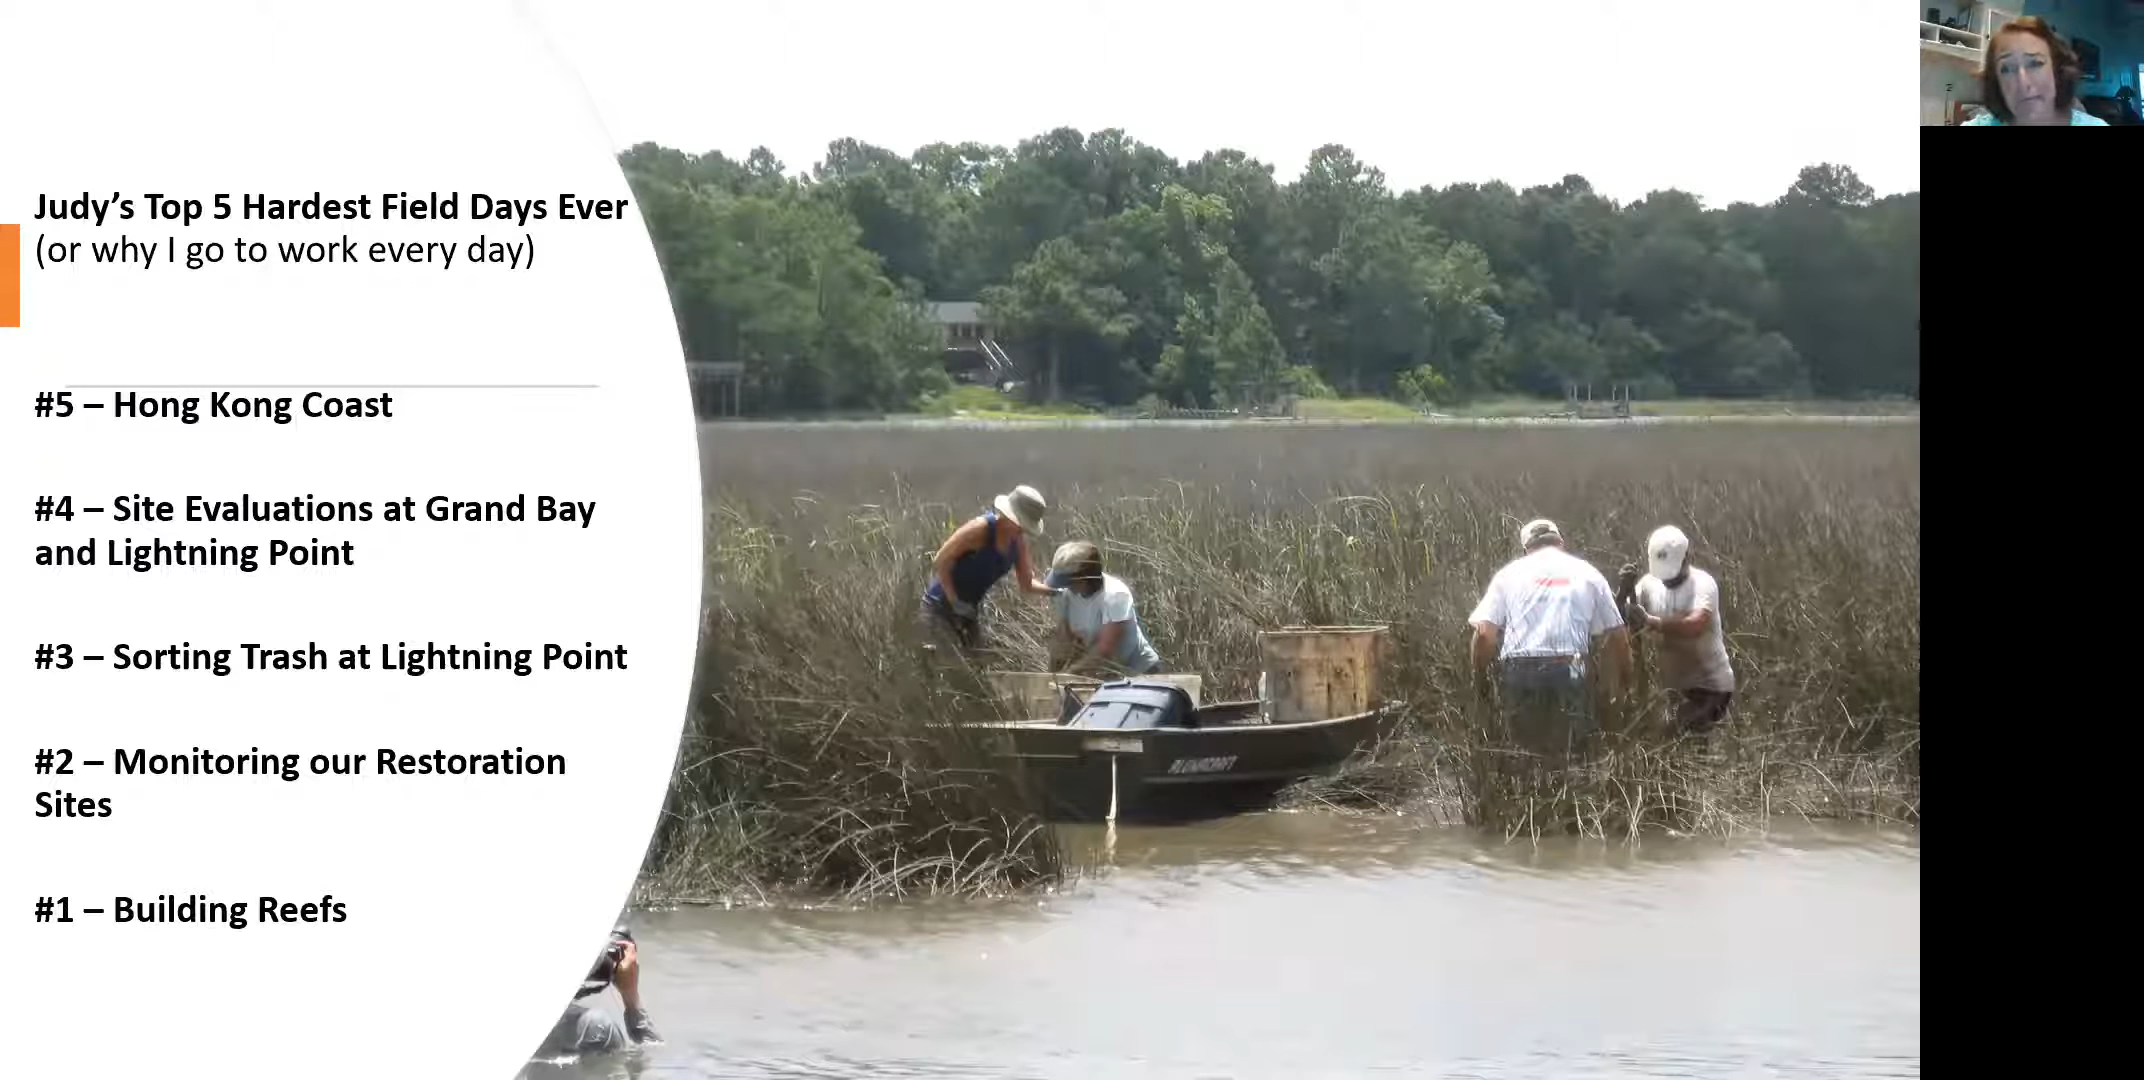 Judy’s Top 5 Hardest Field Days Ever
(or why I go to work every day)
#5 – Hong Kong Coast
#4 – Site Evaluations at Grand Bay
and Lightning Point
#3 – Sorting Trash at Lightning Point
#2 – Monitoring our Restoration
Sites
#1 – Building Reefs